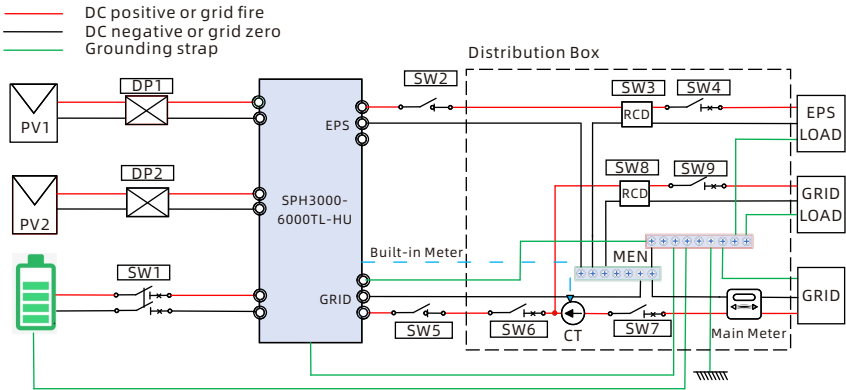 DC positive or grid fire
DC negative or grid zero
Grounding strap
Distribution Box
DP1
SW2
SW3
SW4
PV1
EPS
RCD
EPS
LOAD
DP2
SW8
SW9
PV2
SPH3000-
6000TL-HU
RCD
GRID
LOAD
Built-in Meter
MEN
SW1
GRID
GRID
SW5
SW6
CT
SW7
Main Meter